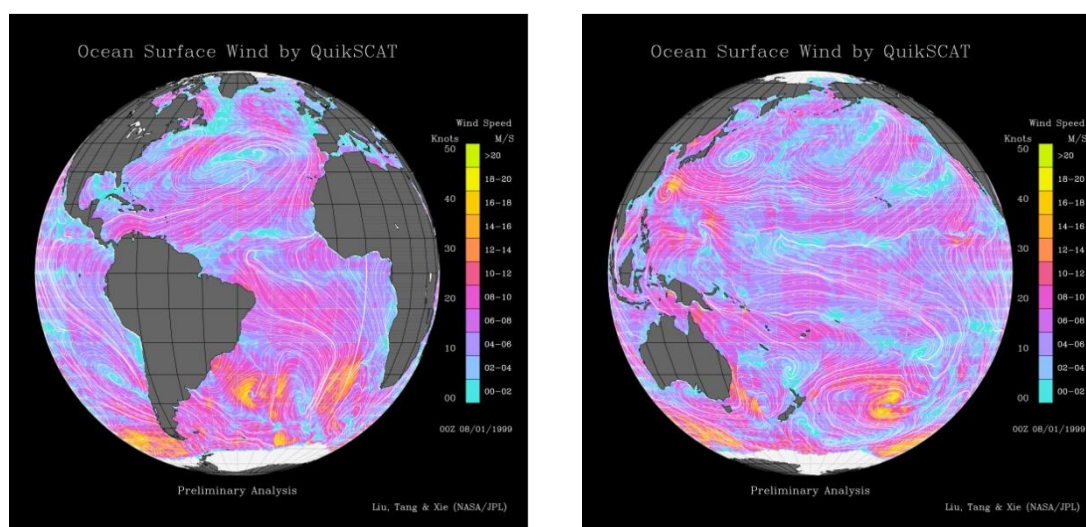 Ocean Surface Wind by QuikSCAT
Wind Speed
Knots M/S
50 >20
18-20
40 16-18
14-16
30 12-14
10-12
20 08-10
06-08
10 04-06
02-04
00 00-02
00Z 08/01/1999
Preliminary Analysis
Liu, Tang & Xie (NASA/JPL)
Ocean Surface Wind by QuikSCAT
Wind Speed
Knots M/S
50 >20
18-20
40 16-18
14-16
30 12-14
10-12
20 08-10
06-08
10 04-06
02-04
00 00-02
00Z 08/01/1999
Preliminary Analysis
Liu, Tang & Xie (NASA/JPL)